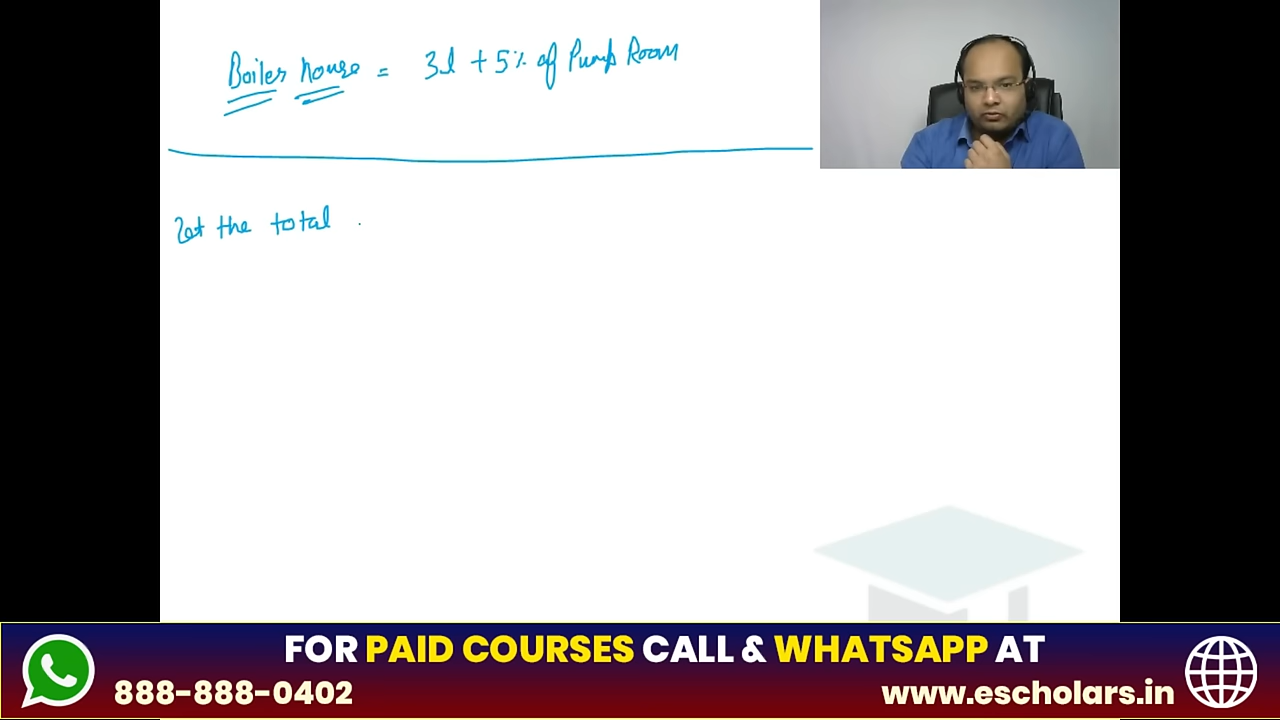 Boiler house = 3l + 5% of Pump Room
Let the total
FOR PAID COURSES CALL & WHATSAPP AT
888-888-0402
www.escholars.in